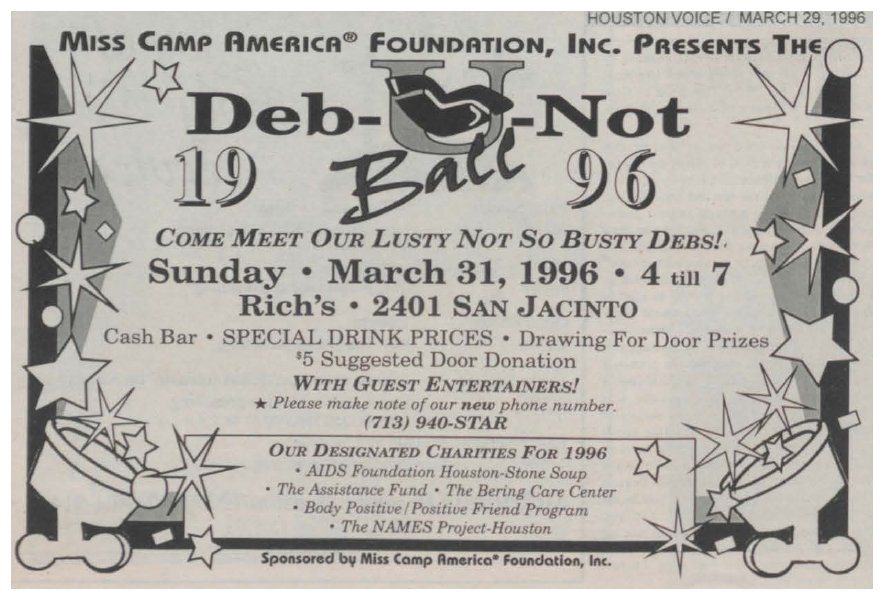 HOUSTON VOICE / MARCH 29, 1996
MISS CAMP AMERICA® FOUNDATION, INC. PRESENTS THE
Deb-U-Not
19 Ball 96
COME MEET OUR LUSTY NOT SO BUSTY DEBS!
Sunday • March 31, 1996 • 4 till 7
Rich's • 2401 SAN JACINTO
Cash Bar • SPECIAL DRINK PRICES • Drawing For Door Prizes
$5 Suggested Door Donation
WITH GUEST ENTERTAINERS!
★ Please make note of our new phone number.
(713) 940-STAR
OUR DESIGNATED CHARITIES FOR 1996
• AIDS Foundation Houston-Stone Soup
• The Assistance Fund • The Bering Care Center
• Body Positive/Positive Friend Program
• The NAMES Project-Houston
Sponsored by Miss Camp America® Foundation, Inc.